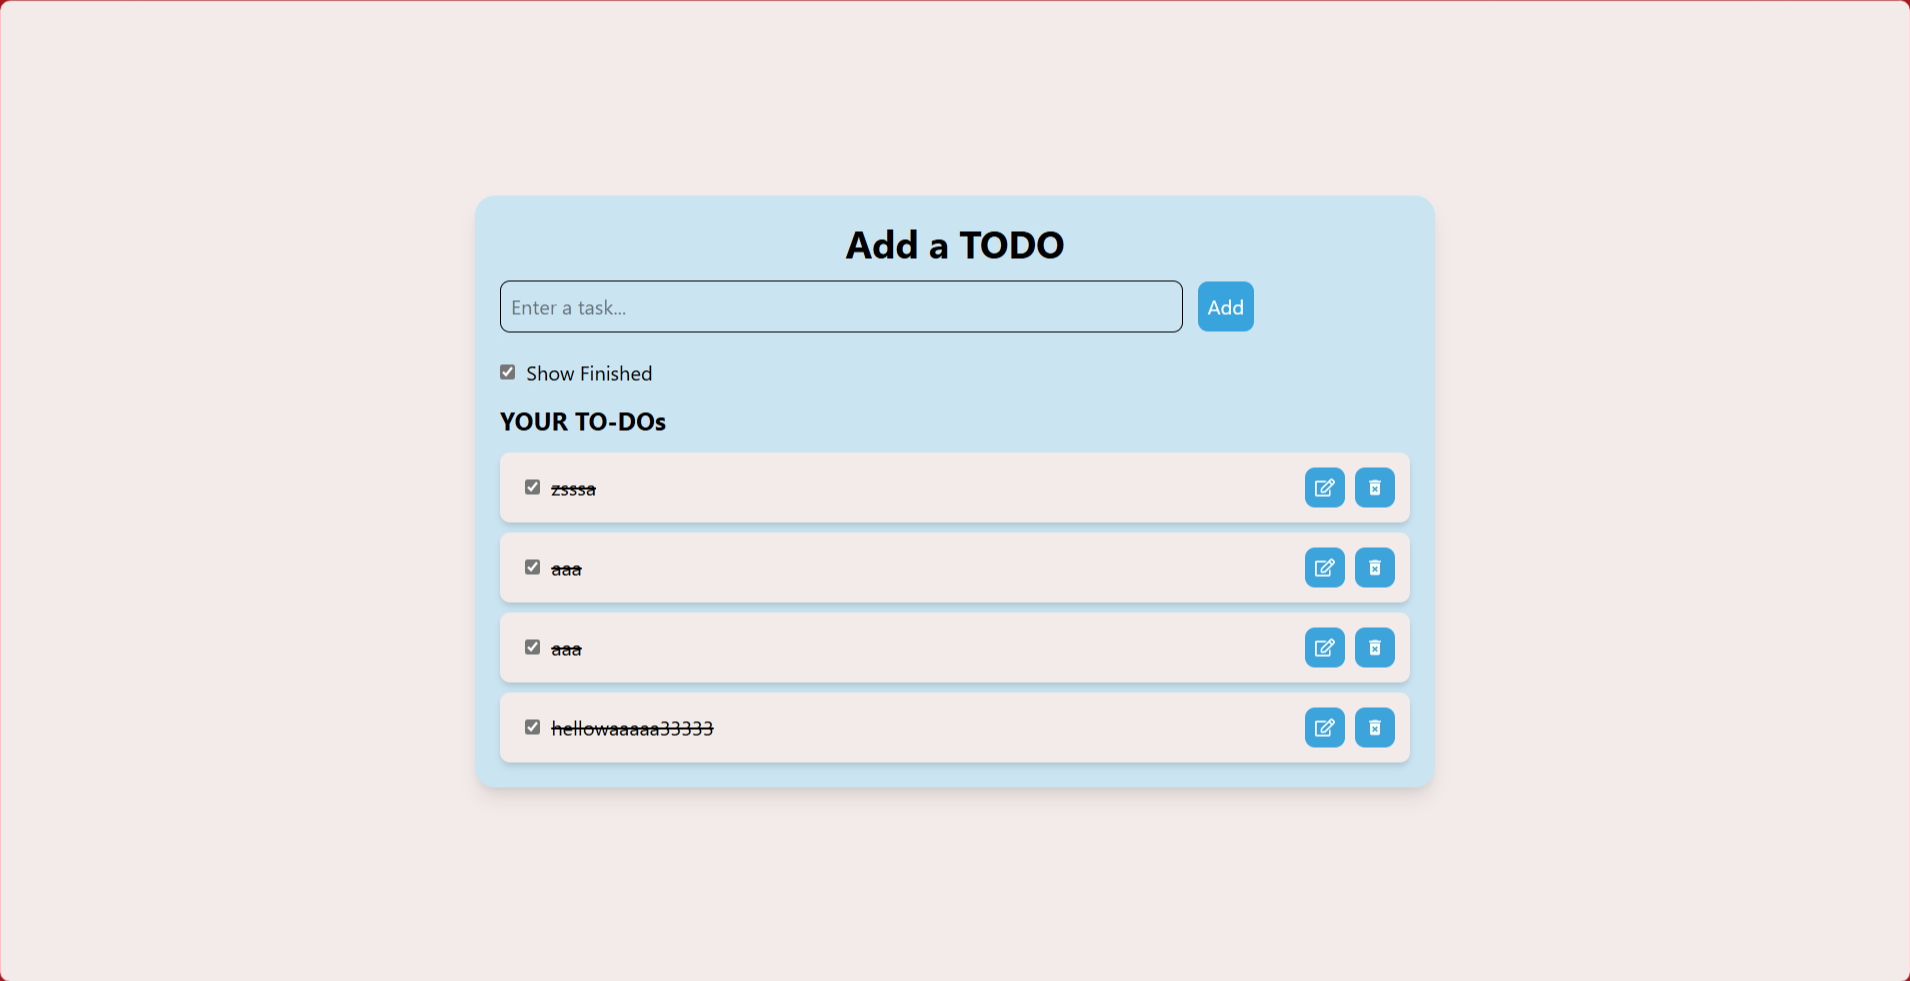 Add a TODO
Enter a task...
Add
Show Finished
YOUR TO-DOs
zsssa
aaa
aaa
hellowaaaaa33333